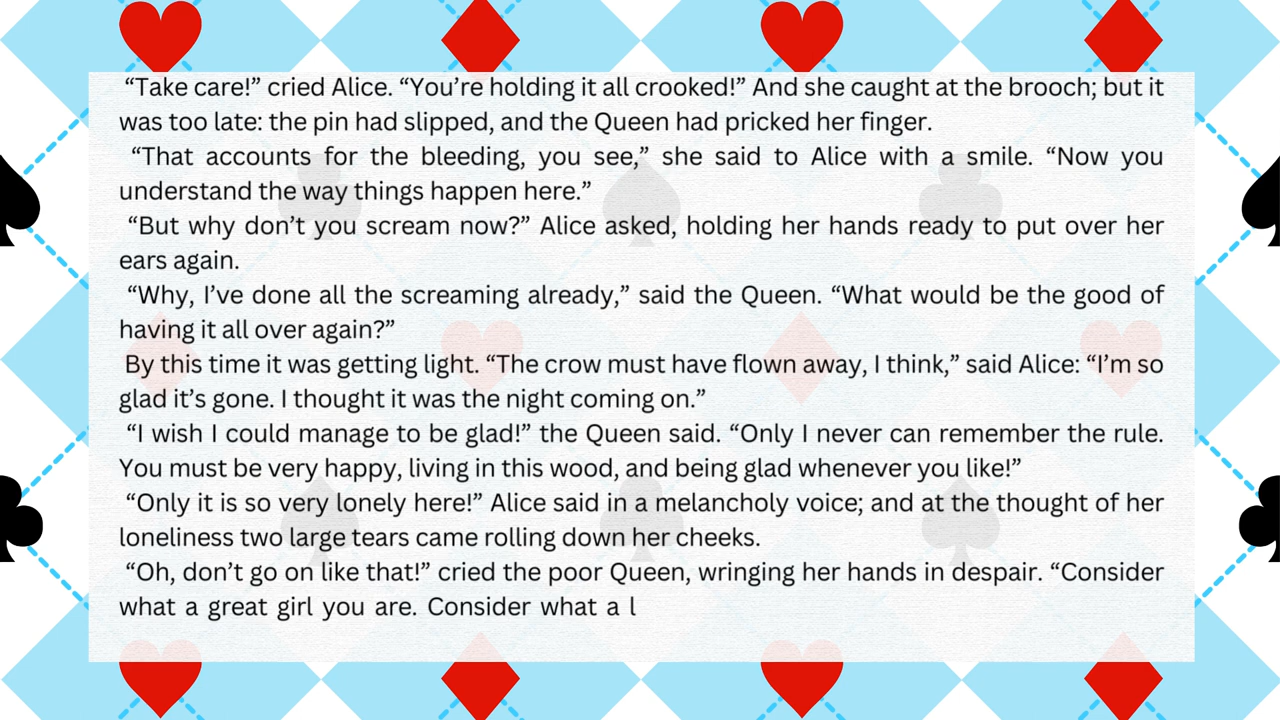 “Take care!” cried Alice. “You’re holding it all crooked!” And she caught at the brooch; but it
was too late: the pin had slipped, and the Queen had pricked her finger.
“That accounts for the bleeding, you see,” she said to Alice with a smile. “Now you
understand the way things happen here.”
“But why don’t you scream now?” Alice asked, holding her hands ready to put over her
ears again.
“Why, I’ve done all the screaming already,” said the Queen. “What would be the good of
having it all over again?”
By this time it was getting light. “The crow must have flown away, I think,” said Alice: “I’m so
glad it’s gone. I thought it was the night coming on.”
“I wish I could manage to be glad!” the Queen said. “Only I never can remember the rule.
You must be very happy, living in this wood, and being glad whenever you like!”
“Only it is so very lonely here!” Alice said in a melancholy voice; and at the thought of her
loneliness two large tears came rolling down her cheeks.
“Oh, don’t go on like that!” cried the poor Queen, wringing her hands in despair. “Consider
what a great girl you are. Consider what a l